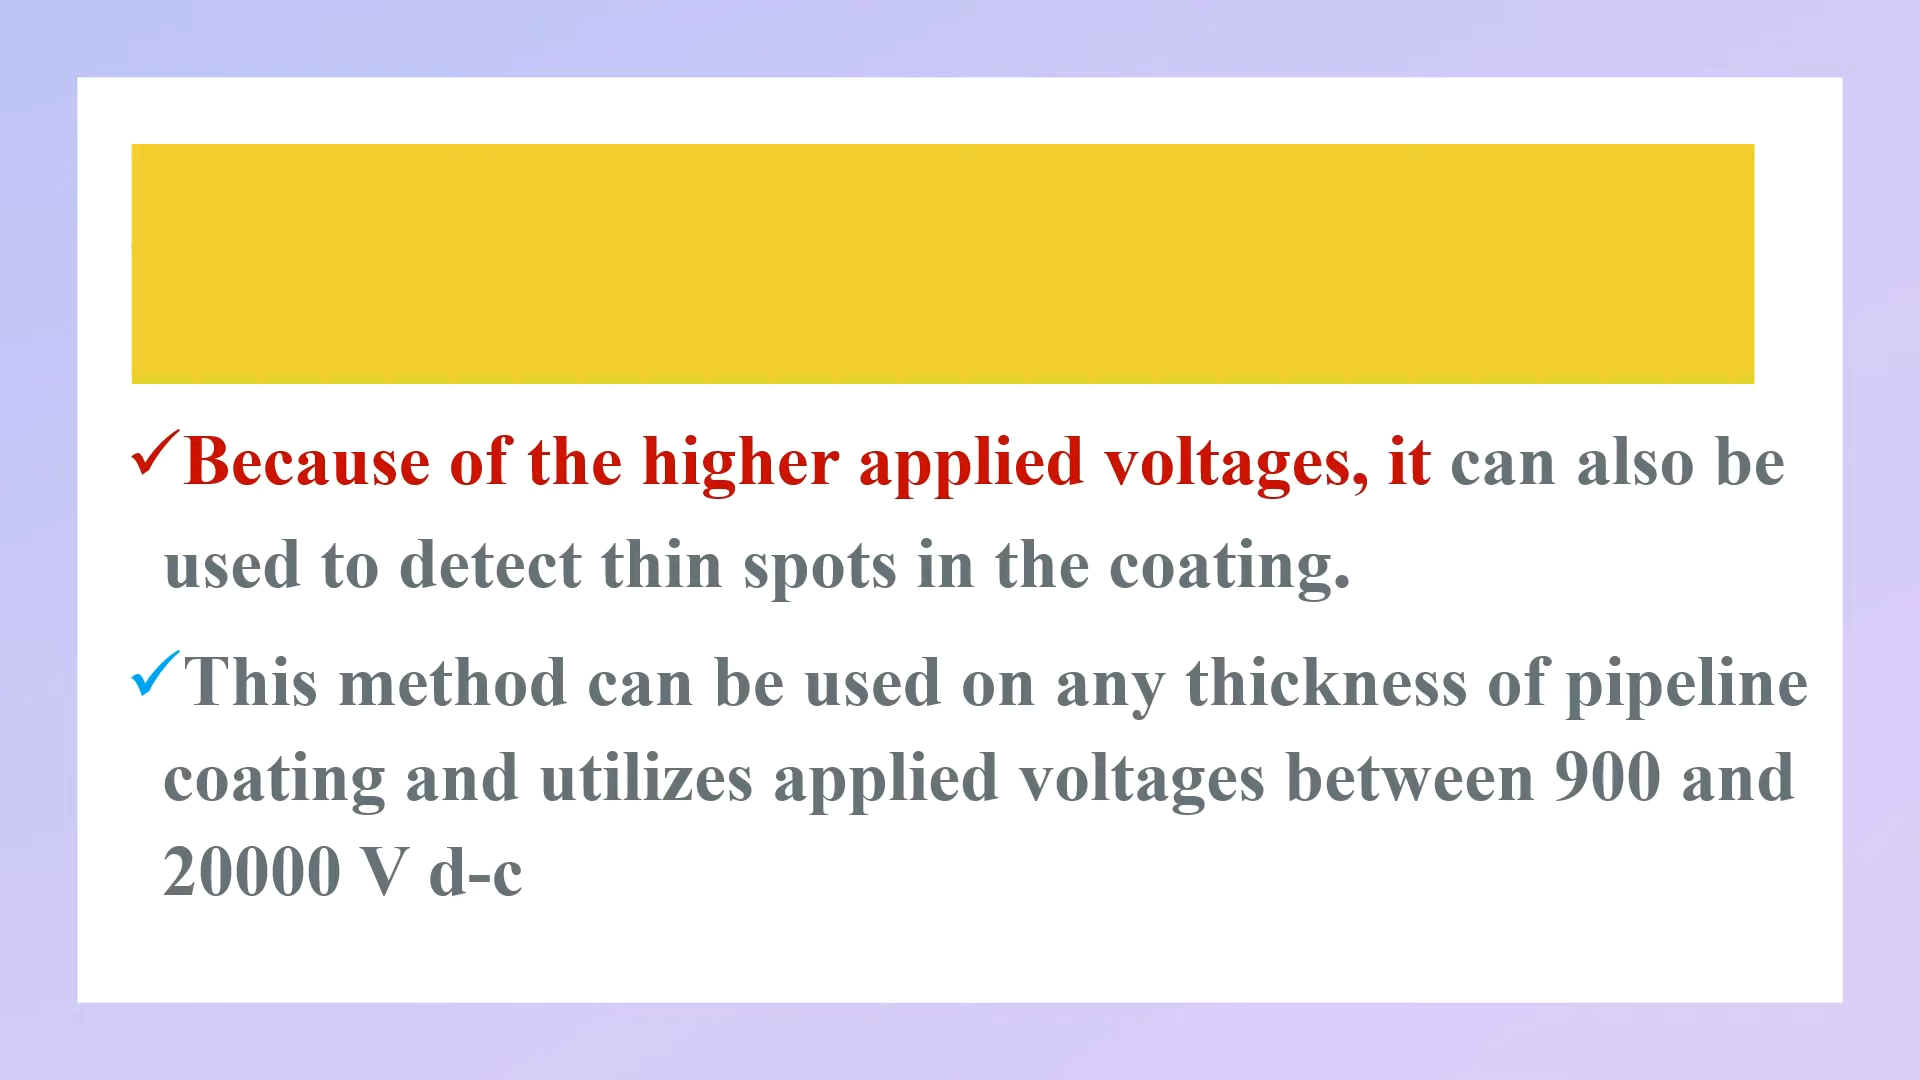 ✓Because of the higher applied voltages, it can also be
used to detect thin spots in the coating.
✓This method can be used on any thickness of pipeline
coating and utilizes applied voltages between 900 and
20000 V d-c